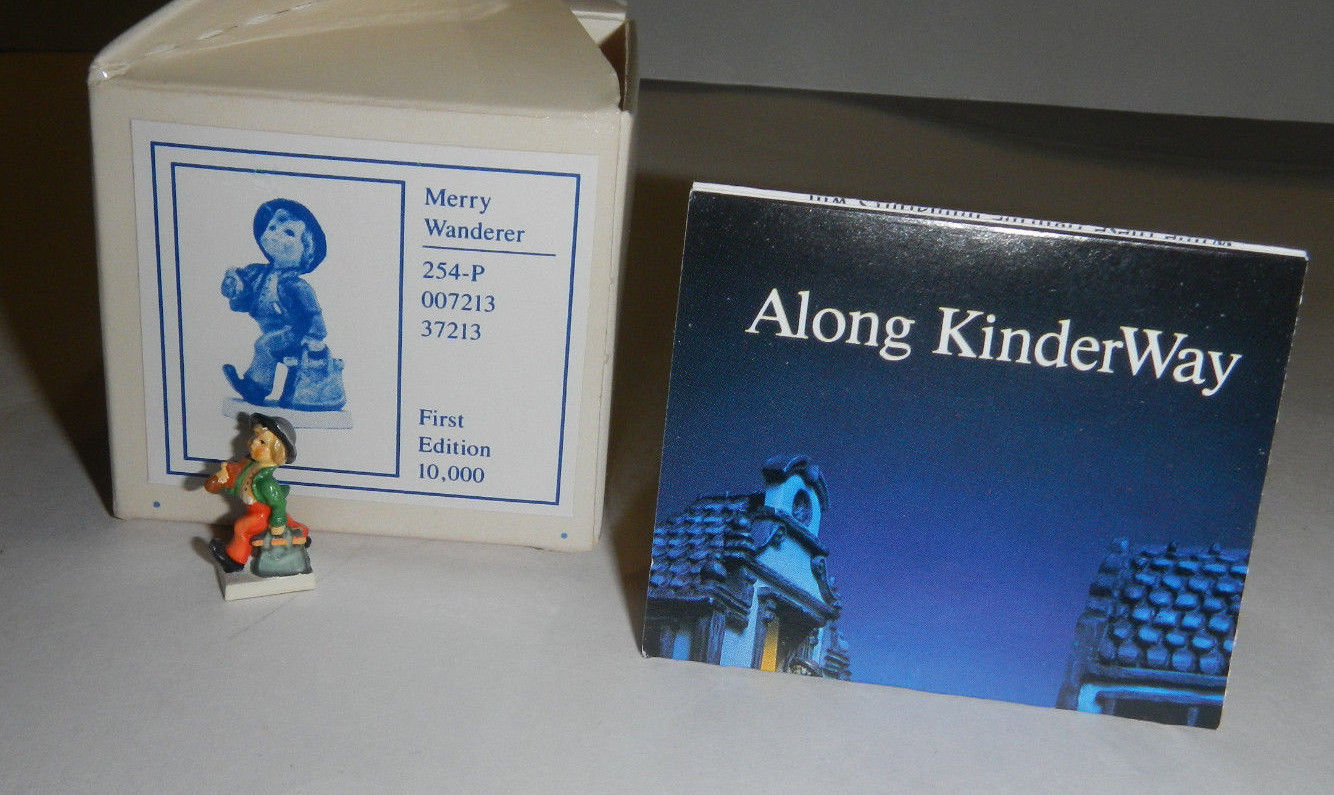 Merry
Wanderer
254-P
007213
37213
First
Edition
10,000
Along KinderWay